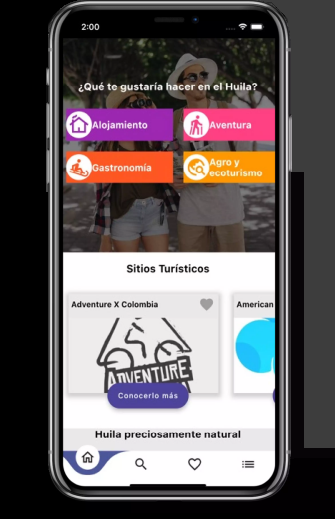 2:00
¿Qué te gustaría hacer en el Huila?
Alojamiento
Aventura
Gastronomía
Agro y
ecoturismo
Sitios Turísticos
Adventure X Colombia
American
ADVENTURE
Conocerlo más
Huila preciosamente natural